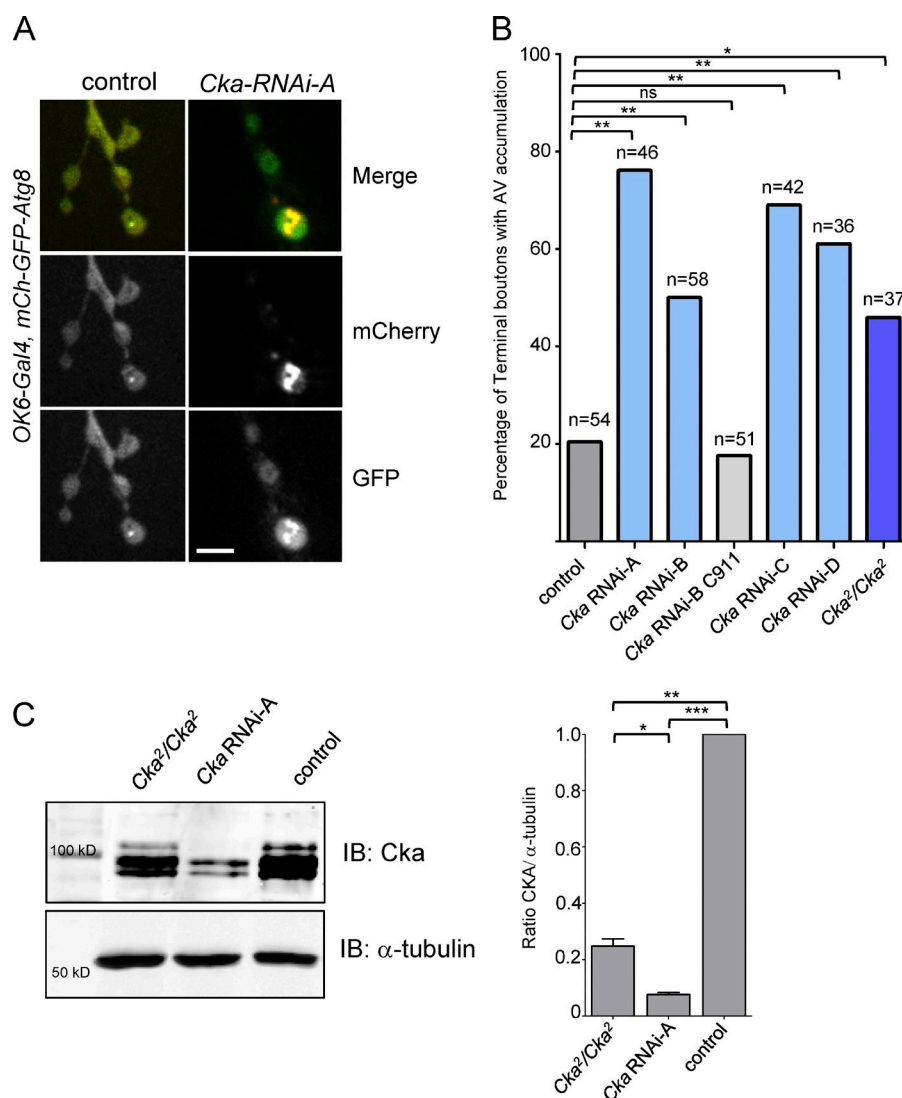 A
control
Cka-RNAi-A
OK6-Gal4, mCh-GFP-Atg8
Merge
mCherry
GFP
B
Percentage of Terminal boutons with AV accumulation
100
80
60
40
20
*
**
**
ns
**
**
n=54
n=46
n=58
n=51
n=42
n=36
n=37
control
Cka RNAi-A
Cka RNAi-B
Cka RNAi-B C911
Cka RNAi-C
Cka RNAi-D
Cka²/Cka²
C
Cka²/Cka²
Cka RNAi-A
control
100 kD
IB: Cka
50 kD
IB: α-tubulin
Ratio CKA/ α-tubulin
1.0
0.8
0.6
0.4
0.2
0
**
*
***
Cka²/Cka²
Cka RNAi-A
control